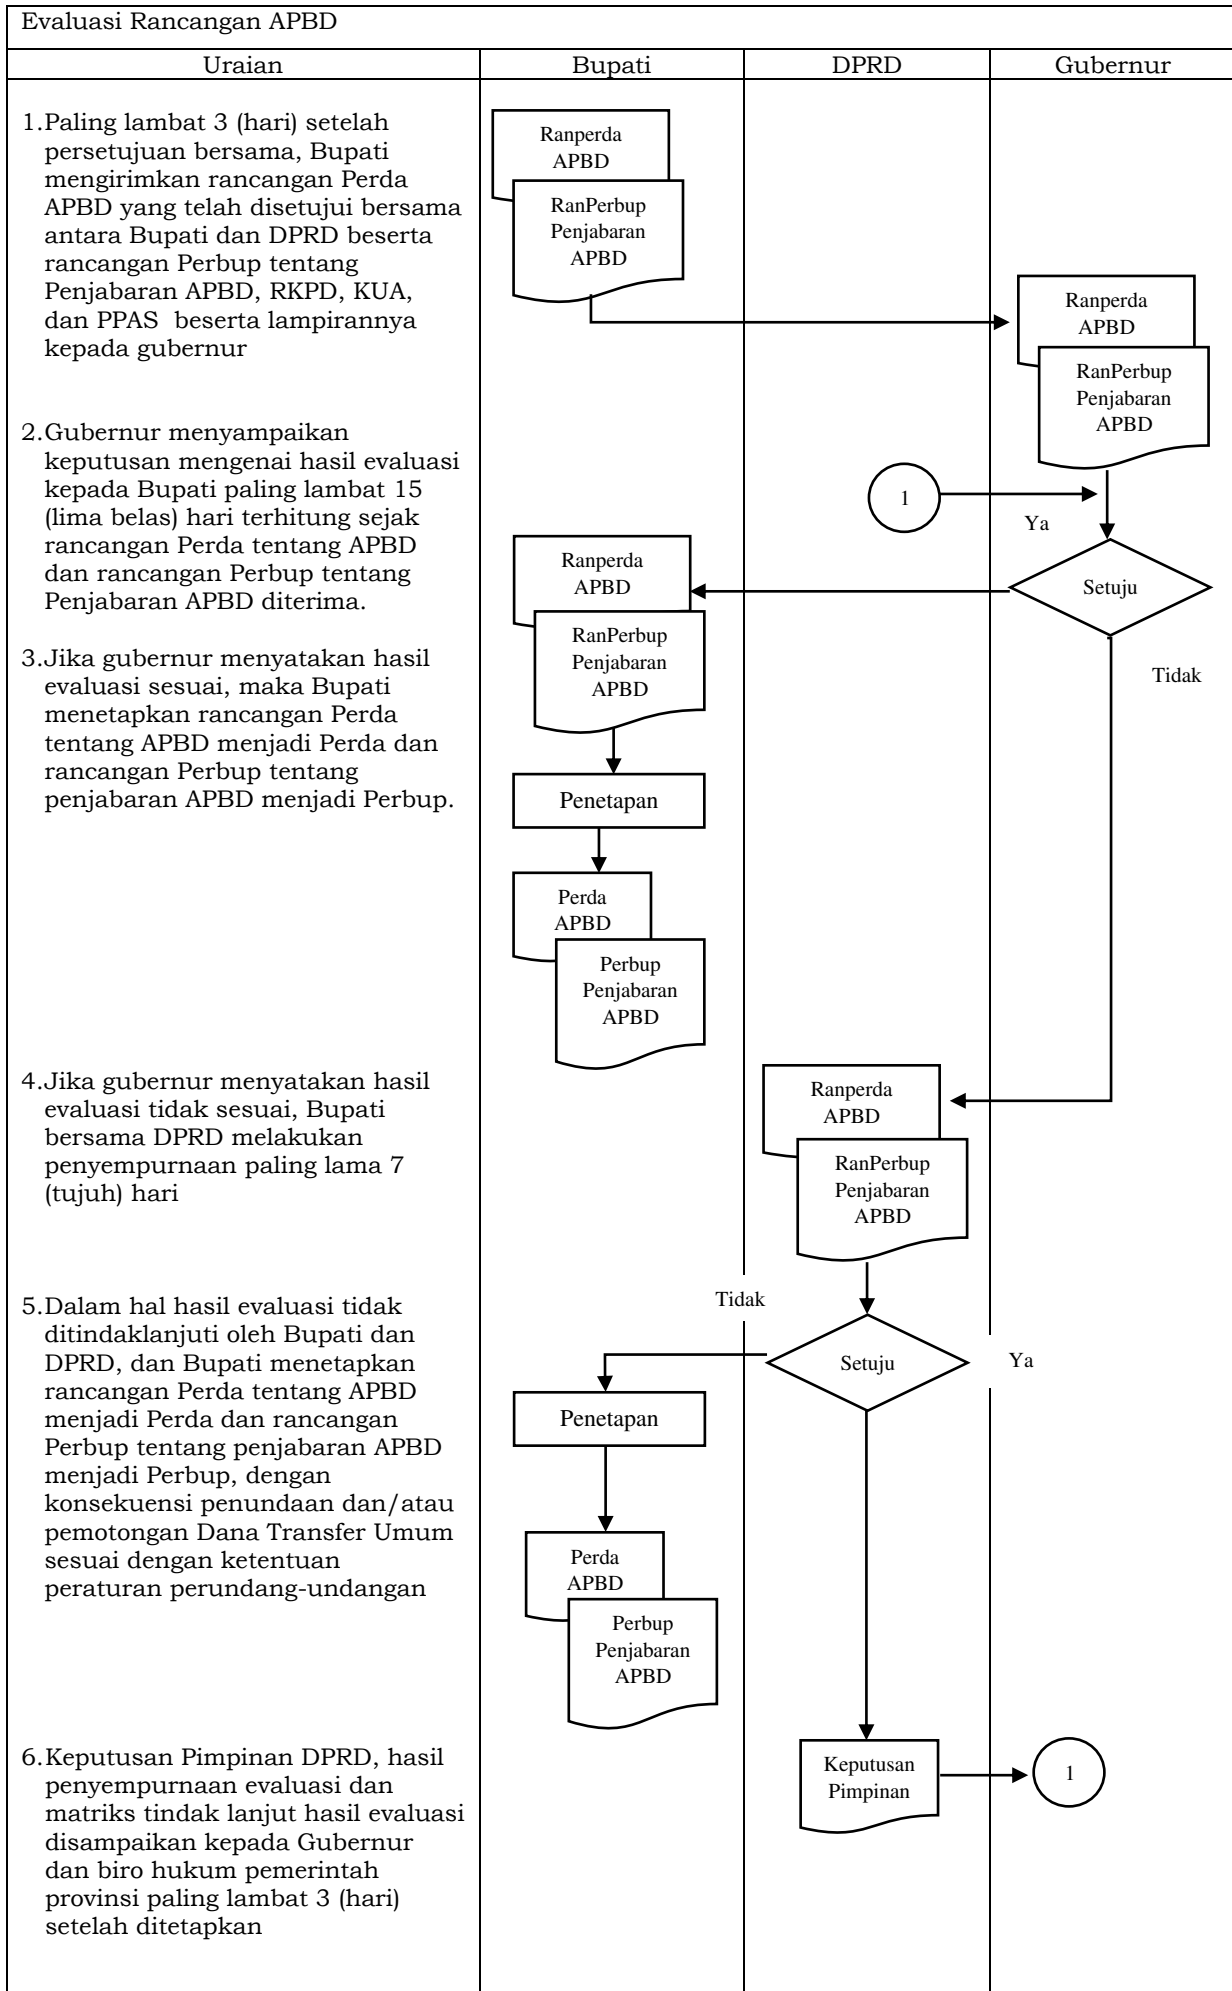 Evaluasi Rancangan APBD
Uraian
Bupati
DPRD
Gubernur
1.Paling lambat 3 (hari) setelah
persetujuan bersama, Bupati
mengirimkan rancangan Perda
APBD yang telah disetujui bersama
antara Bupati dan DPRD beserta
rancangan Perbup tentang
Penjabaran APBD, RKPD, KUA,
dan PPAS beserta lampirannya
kepada gubernur
Ranperda
APBD
RanPerbup
Penjabaran
APBD
Ranperda
APBD
RanPerbup
Penjabaran
APBD
2.Gubernur menyampaikan
keputusan mengenai hasil evaluasi
kepada Bupati paling lambat 15
(lima belas) hari terhitung sejak
rancangan Perda tentang APBD
dan rancangan Perbup tentang
Penjabaran APBD diterima.
1
Ya
Setuju
Tidak
Ranperda
APBD
RanPerbup
Penjabaran
APBD
3.Jika gubernur menyatakan hasil
evaluasi sesuai, maka Bupati
menetapkan rancangan Perda
tentang APBD menjadi Perda dan
rancangan Perbup tentang
penjabaran APBD menjadi Perbup.
Penetapan
Perda
APBD
Perbup
Penjabaran
APBD
4.Jika gubernur menyatakan hasil
evaluasi tidak sesuai, Bupati
bersama DPRD melakukan
penyempurnaan paling lama 7
(tujuh) hari
Ranperda
APBD
RanPerbup
Penjabaran
APBD
5.Dalam hal hasil evaluasi tidak
ditindaklanjuti oleh Bupati dan
DPRD, dan Bupati menetapkan
rancangan Perda tentang APBD
menjadi Perda dan rancangan
Perbup tentang penjabaran APBD
menjadi Perbup, dengan
konsekuensi penundaan dan/atau
pemotongan Dana Transfer Umum
sesuai dengan ketentuan
peraturan perundang-undangan
Tidak
Setuju
Ya
Penetapan
Perda
APBD
Perbup
Penjabaran
APBD
6.Keputusan Pimpinan DPRD, hasil
penyempurnaan evaluasi dan
matriks tindak lanjut hasil evaluasi
disampaikan kepada Gubernur
dan biro hukum pemerintah
provinsi paling lambat 3 (hari)
setelah ditetapkan
Keputusan
Pimpinan
1